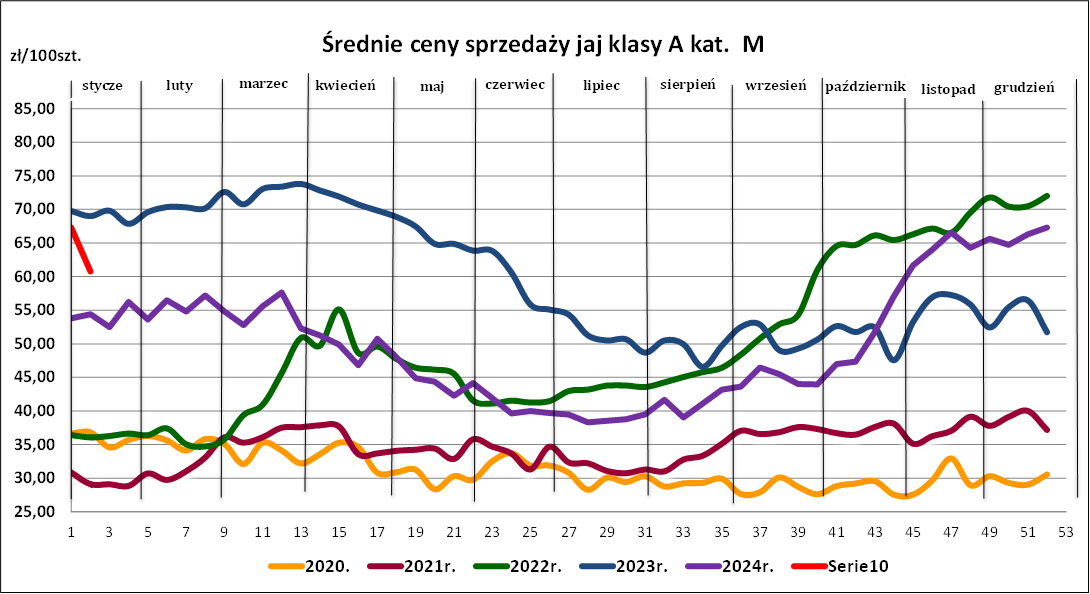 Średnie ceny sprzedaży jaj klasy A kat. M
zł/100szt.
stycze luty marzec kwiecień maj czerwiec lipiec sierpień wrzesień październik listopad grudzień
85,00
80,00
75,00
70,00
65,00
60,00
55,00
50,00
45,00
40,00
35,00
30,00
25,00
1 3 5 7 9 11 13 15 17 19 21 23 25 27 29 31 33 35 37 39 41 43 45 47 49 51 53
2020. 2021r. 2022r. 2023r. 2024r. Serie10